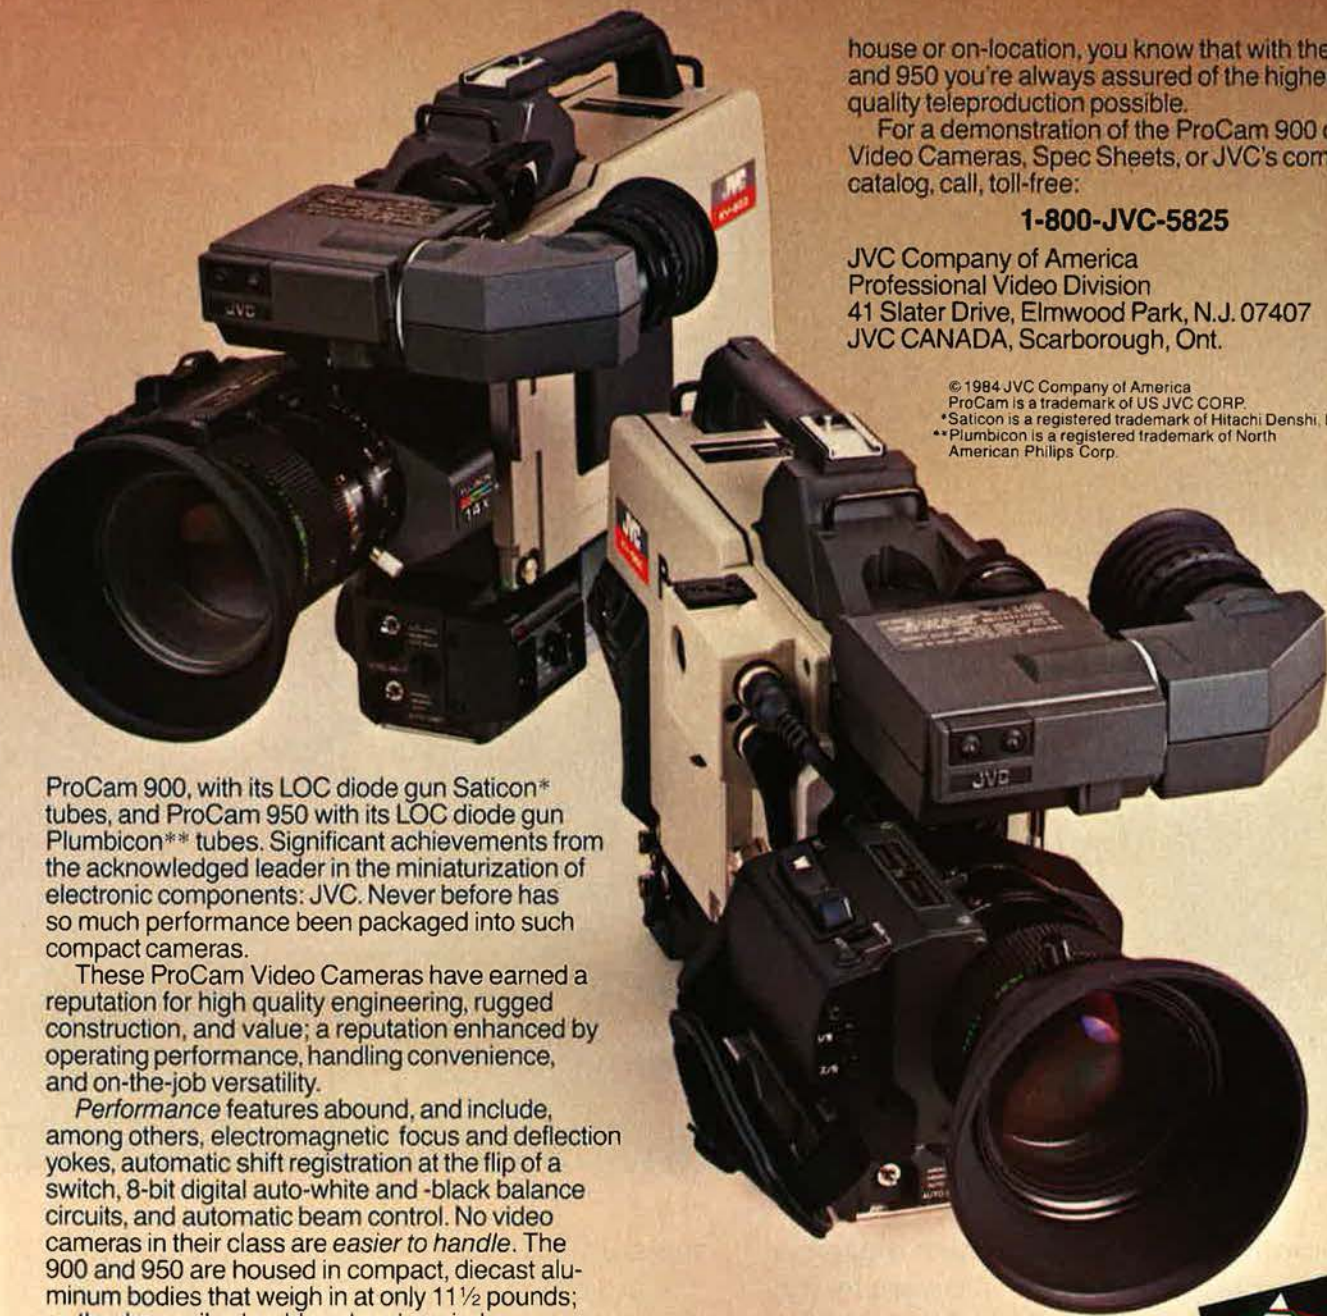 house or on-location, you know that with the
and 950 you're always assured of the highe
quality teleproduction possible.
For a demonstration of the ProCam 900 o
Video Cameras, Spec Sheets, or JVC's com
catalog, call, toll-free:
1-800-JVC-5825
JVC Company of America
Professional Video Division
41 Slater Drive, Elmwood Park, N.J. 07407
JVC CANADA, Scarborough, Ont.
© 1984 JVC Company of America
ProCam is a trademark of US JVC CORP.
*Saticon is a registered trademark of Hitachi Denshi,
**Plumbicon is a registered trademark of North
American Philips Corp.
JVC
JVC
FUJINON
14x
JVC
JVC
ProCam 900, with its LOC diode gun Saticon*
tubes, and ProCam 950 with its LOC diode gun
Plumbicon** tubes. Significant achievements from
the acknowledged leader in the miniaturization of
electronic components: JVC. Never before has
so much performance been packaged into such
compact cameras.
These ProCam Video Cameras have earned a
reputation for high quality engineering, rugged
construction, and value; a reputation enhanced by
operating performance, handling convenience,
and on-the-job versatility.
Performance features abound, and include,
among others, electromagnetic focus and deflection
yokes, automatic shift registration at the flip of a
switch, 8-bit digital auto-white and -black balance
circuits, and automatic beam control. No video
cameras in their class are easier to handle. The
900 and 950 are housed in compact, diecast alu-
minum bodies that weigh in at only 11½ pounds;